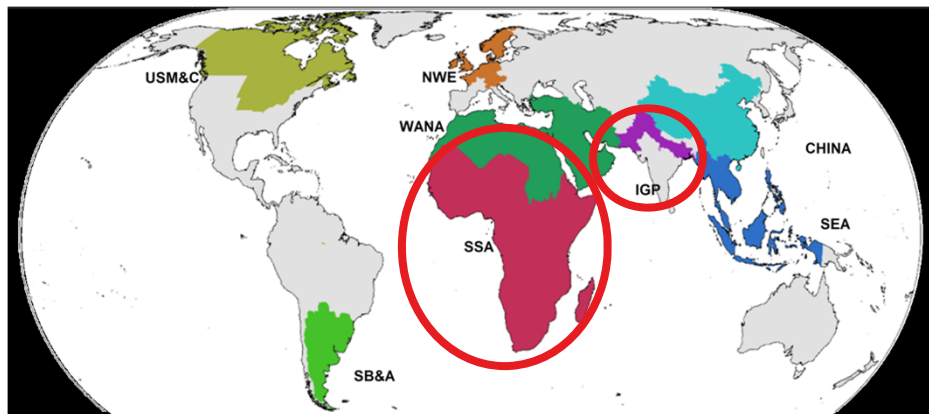 USM&C
NWE
WANA
CHINA
IGP
SEA
SSA
SB&A